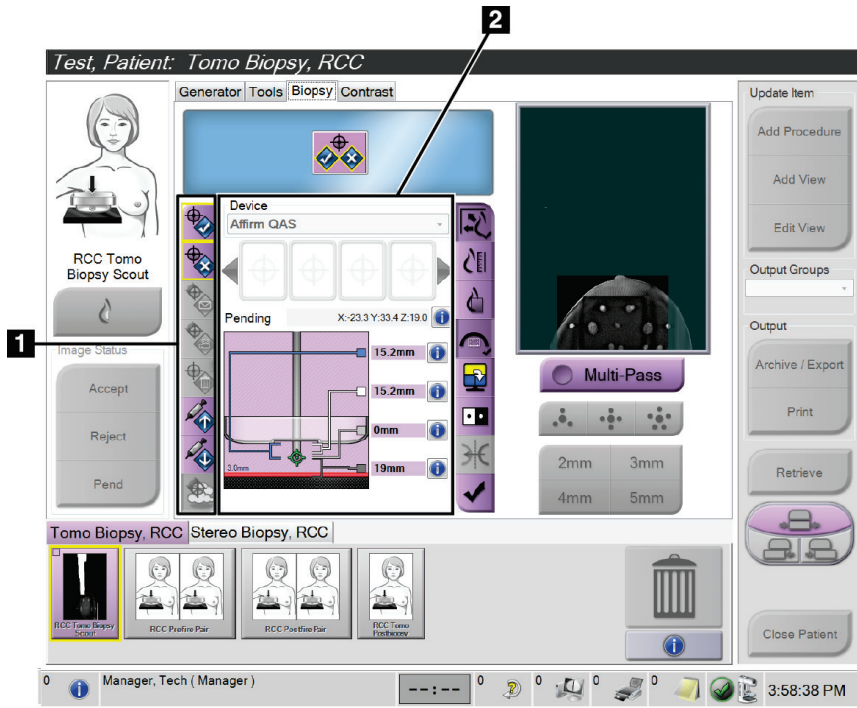 2
Test, Patient: Tomo Biopsy, RCC
Generator Tools Biopsy Contrast
Update Item
Add Procedure
Add View
Edit View
Output Groups
Output
Archive / Export
Print
Retrieve
Close Patient
RCC Tomo
Biopsy Scout
Image Status
Accept
Reject
Pend
1
Device
Affirm QAS
Pending X:-23.3 Y:33.4 Z:19.0
15.2mm
15.2mm
0mm
3.0mm 19mm
Multi-Pass
2mm 3mm
4mm 5mm
Tomo Biopsy, RCC Stereo Biopsy, RCC
RCC Tomo Biopsy
Scout
RCC Prefire Pair
RCC Postfire Pair
RCC Tomo
Postbiopsy
0 Manager, Tech ( Manager ) --:-- 0 0 0 0 3:58:38 PM